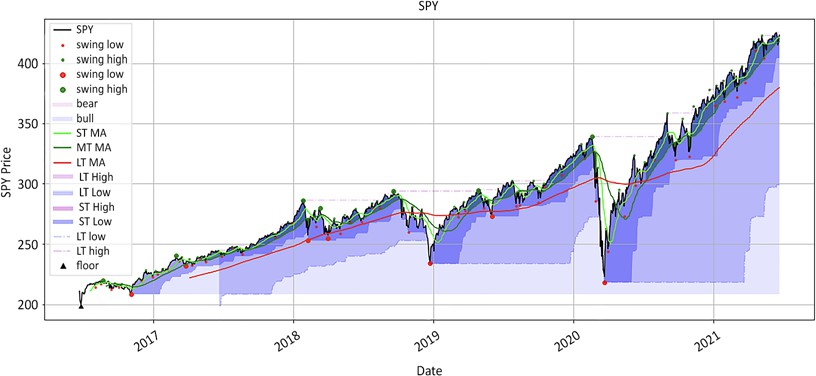 SPY
SPY
swing low
swing high
swing low
swing high
bear
bull
ST MA
MT MA
LT MA
LT High
LT Low
ST High
ST Low
LT low
LT high
floor
SPY Price
400
350
300
250
200
2017
2018
2019
2020
2021
Date